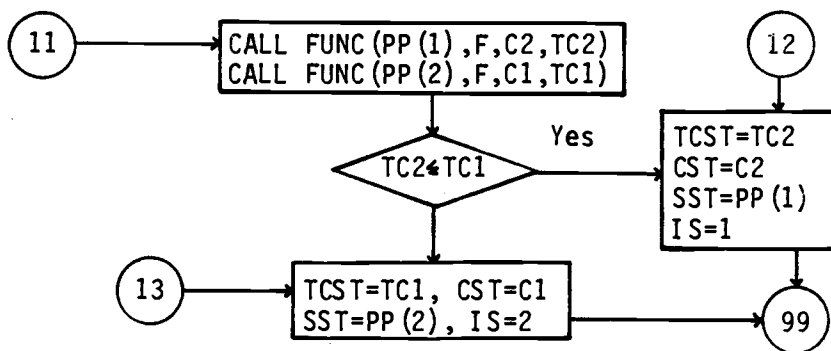 11
CALL FUNC(PP(1),F,C2,TC2)
CALL FUNC(PP(2),F,C1,TC1)
12
Yes
TC2≤TC1
TCST=TC2
CST=C2
SST=PP(1)
IS=1
13
TCST=TC1, CST=C1
SST=PP(2), IS=2
99